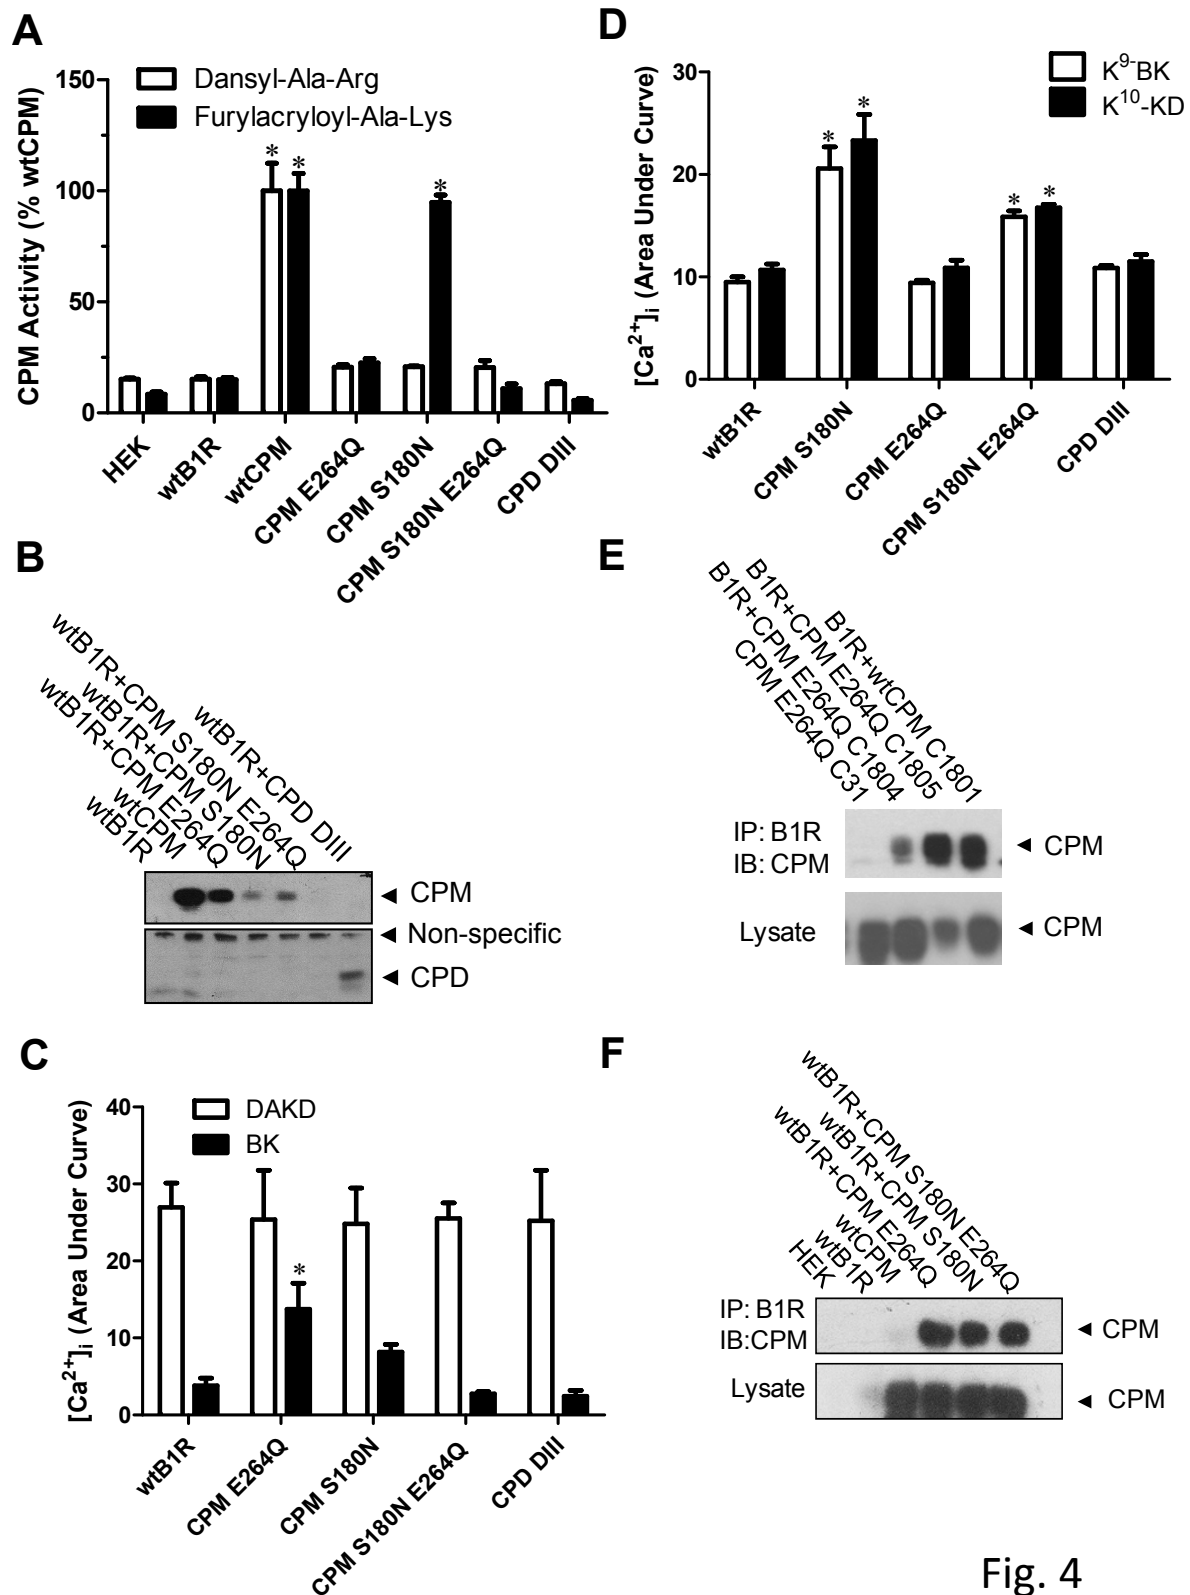 A
CPM Activity (% wtCPM)
150
100
50
0
Dansyl-Ala-Arg
Furylacryloyl-Ala-Lys
*
*
*
HEK
wtB1R
wtCPM
CPM E264Q
CPM S180N
CPM S180N E264Q
CPD DIII
B
wtB1R
wtCPM
wtB1R+CPM E264Q
wtB1R+CPM S180N
wtB1R+CPM S180N E264Q
wtB1R+CPD DIII
CPM
Non-specific
CPD
C
[Ca2+]i (Area Under Curve)
40
30
20
10
0
DAKD
BK
*
wtB1R
CPM E264Q
CPM S180N
CPM S180N E264Q
CPD DIII
D
[Ca2+]i (Area Under Curve)
30
20
10
0
K9-BK
K10-KD
*
*
*
*
wtB1R
CPM S180N
CPM E264Q
CPM S180N E264Q
CPD DIII
E
CPM E264Q C31
B1R+CPM E264Q C1804
B1R+CPM E264Q C1805
B1R+wtCPM C1801
IP: B1R
IB: CPM
CPM
Lysate
CPM
F
HEK
wtB1R
wtCPM
wtB1R+CPM E264Q
wtB1R+CPM S180N
wtB1R+CPM S180N E264Q
IP: B1R
IB:CPM
CPM
Lysate
CPM
Fig. 4